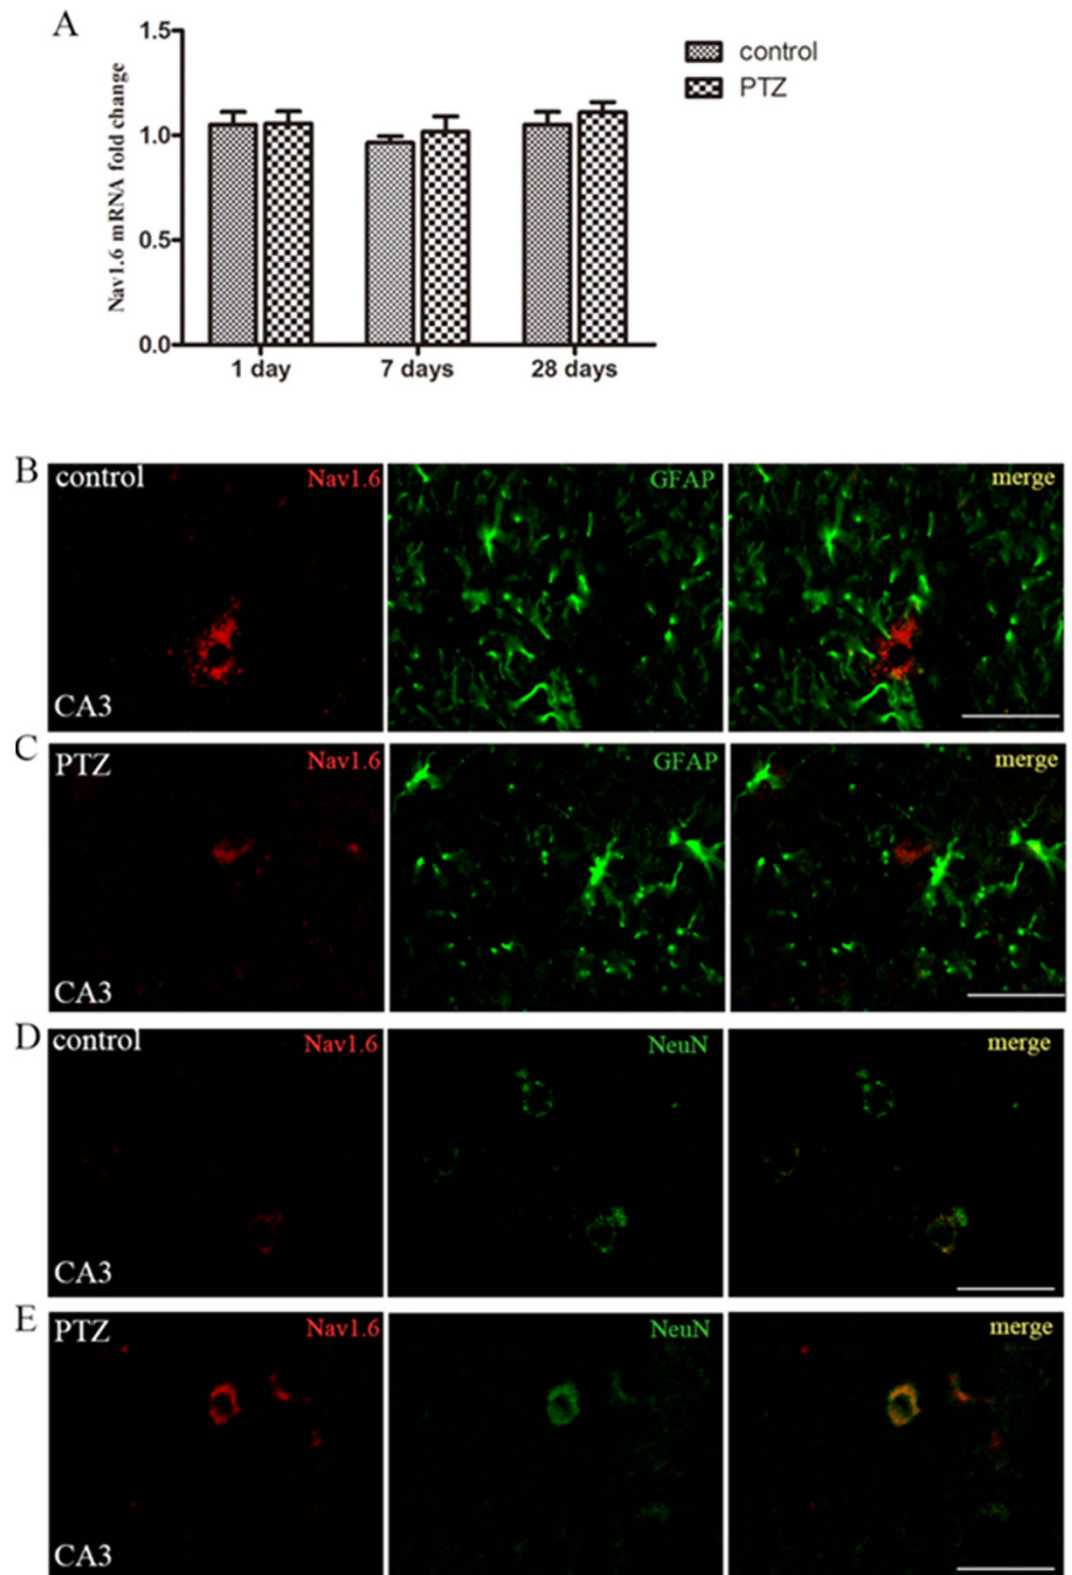 A
1.5
1.0
0.5
0.0
Nav1.6 mRNA fold change
1 day 7 days 28 days
control
PTZ
B
control Nav1.6 GFAP merge
CA3
C
PTZ Nav1.6 GFAP merge
CA3
D
control Nav1.6 NeuN merge
CA3
E
PTZ Nav1.6 NeuN merge
CA3